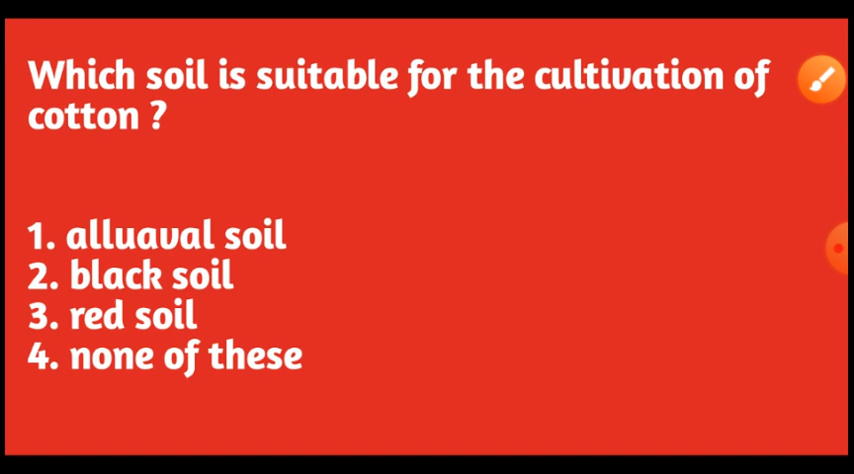 Which soil is suitable for the cultivation of
cotton ?
1. alluaval soil
2. black soil
3. red soil
4. none of these